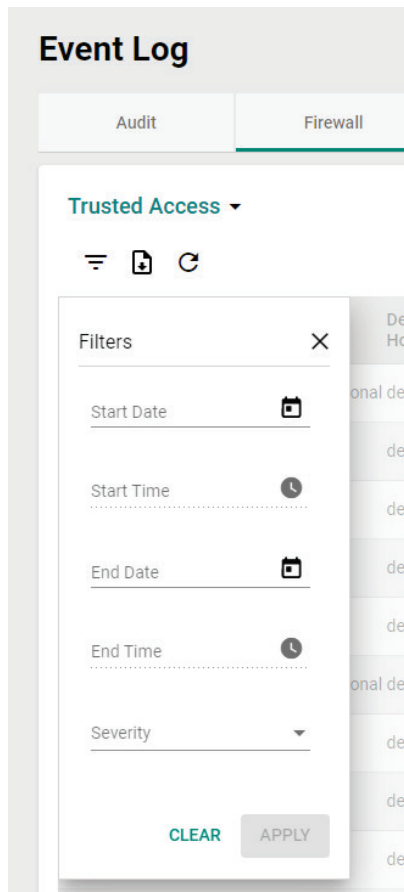 Event Log
Audit Firewall
Trusted Access
Filters
Start Date
Start Time
End Date
End Time
Severity
CLEAR APPLY